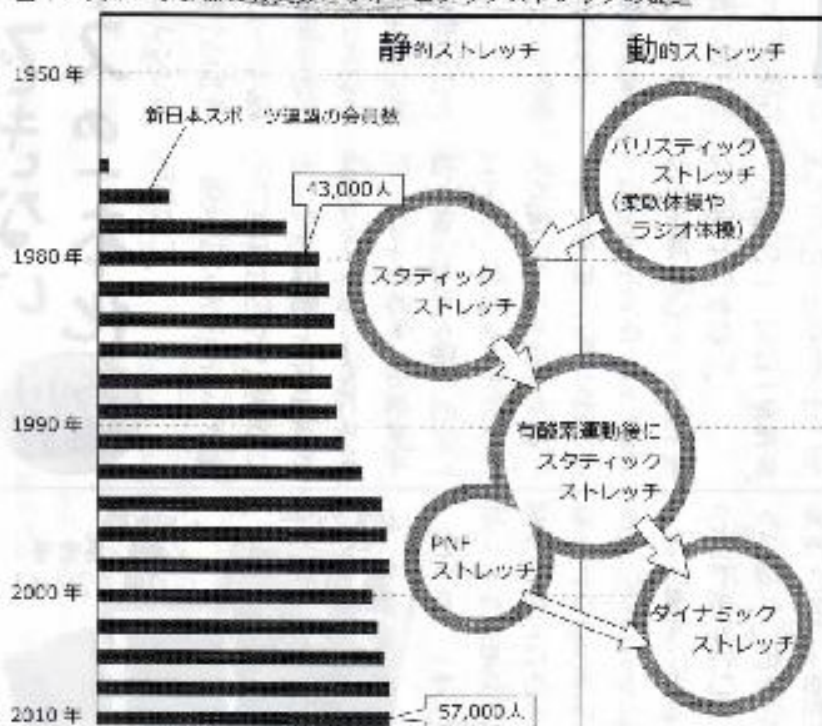 静的ストレッチ
動的ストレッチ
1950年
新日本スポーツ連盟の会員数
バリスティック
ストレッチ
(柔軟体操や
ラジオ体操)
43,000人
1980年
スタティック
ストレッチ
1990年
有酸素運動後に
スタティック
ストレッチ
PNF
ストレッチ
2000年
ダイナミック
ストレッチ
2010年
57,000人